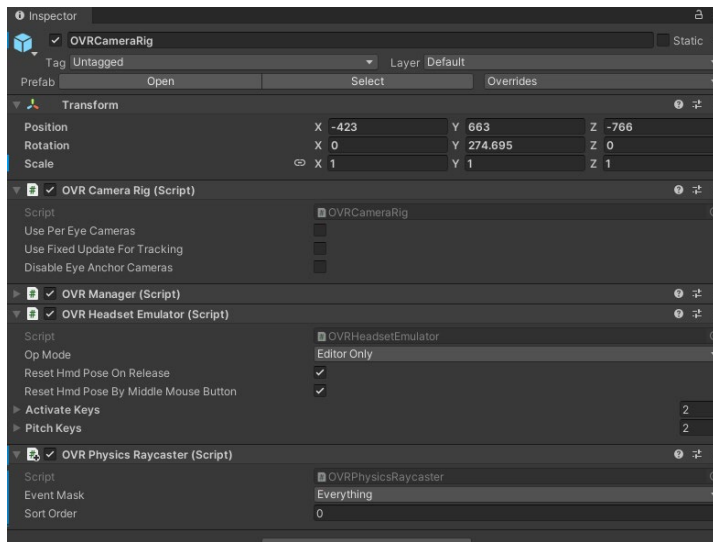 Inspector
OVRCameraRig Static
Tag Untagged Layer Default
Prefab Open Select Overrides
Transform
Position X -423 Y 663 Z -766
Rotation X 0 Y 274.695 Z 0
Scale X 1 Y 1 Z 1
# OVR Camera Rig (Script)
Script OVRCameraRig
Use Per Eye Cameras
Use Fixed Update For Tracking
Disable Eye Anchor Cameras
# OVR Manager (Script)
# OVR Headset Emulator (Script)
Script OVRHeadsetEmulator
Op Mode Editor Only
Reset Hmd Pose On Release
Reset Hmd Pose By Middle Mouse Button
Activate Keys 2
Pitch Keys 2
# OVR Physics Raycaster (Script)
Script OVRPhysicsRaycaster
Event Mask Everything
Sort Order 0